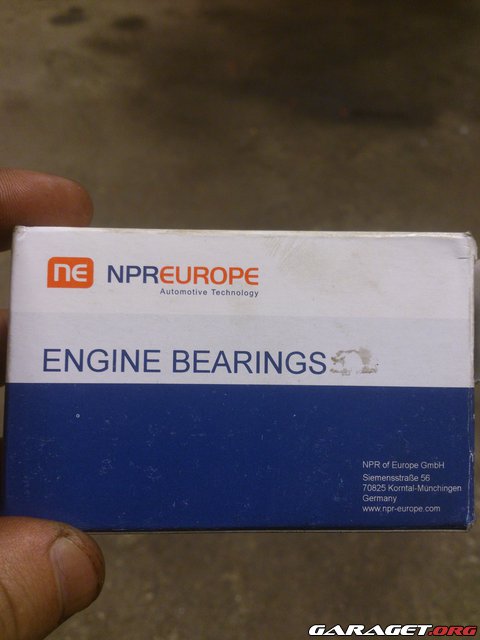 ne NPREUROPE
Automotive Technology
ENGINE BEARINGS
NPR of Europe GmbH
Siemensstraße 56
70825 Korntal-Münchingen
Germany
www.npr-europe.com
GARAGET.ORG